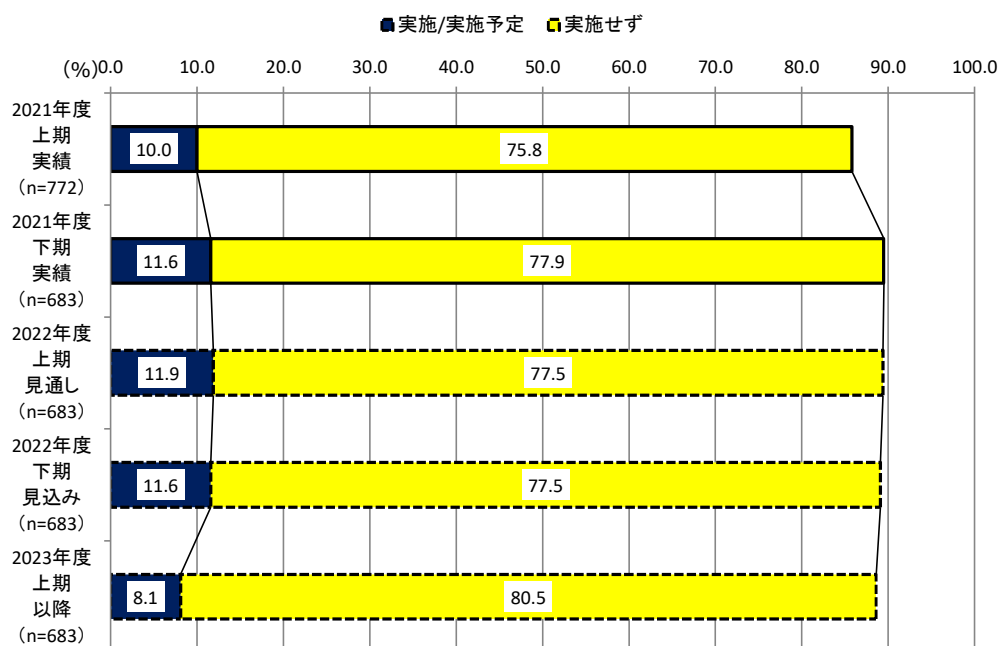 実施/実施予定 実施せず
(%) 0.0 10.0 20.0 30.0 40.0 50.0 60.0 70.0 80.0 90.0 100.0
2021年度
上期
実績
(n=772)
10.0 75.8
2021年度
下期
実績
(n=683)
11.6 77.9
2022年度
上期
見通し
(n=683)
11.9 77.5
2022年度
下期
見込み
(n=683)
11.6 77.5
2023年度
上期
以降
(n=683)
8.1 80.5